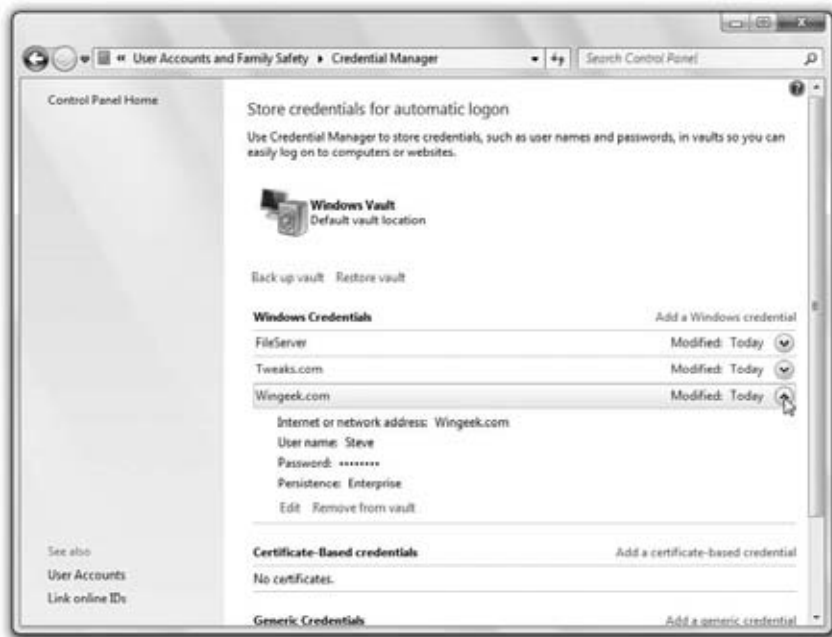 « User Accounts and Family Safety ▸ Credential Manager
Search Control Panel
Control Panel Home
Store credentials for automatic logon
Use Credential Manager to store credentials, such as user names and passwords, in vaults so you can
easily log on to computers or websites.
Windows Vault
Default vault location
Back up vault Restore vault
Windows Credentials Add a Windows credential
FileServer Modified: Today
Tweaks.com Modified: Today
Wingeek.com Modified: Today
Internet or network address: Wingeek.com
User name: Steve
Password: ••••••••
Persistence: Enterprise
Edit Remove from vault
Certificate-Based credentials Add a certificate-based credential
No certificates.
Generic Credentials Add a generic credential
See also
User Accounts
Link online IDs